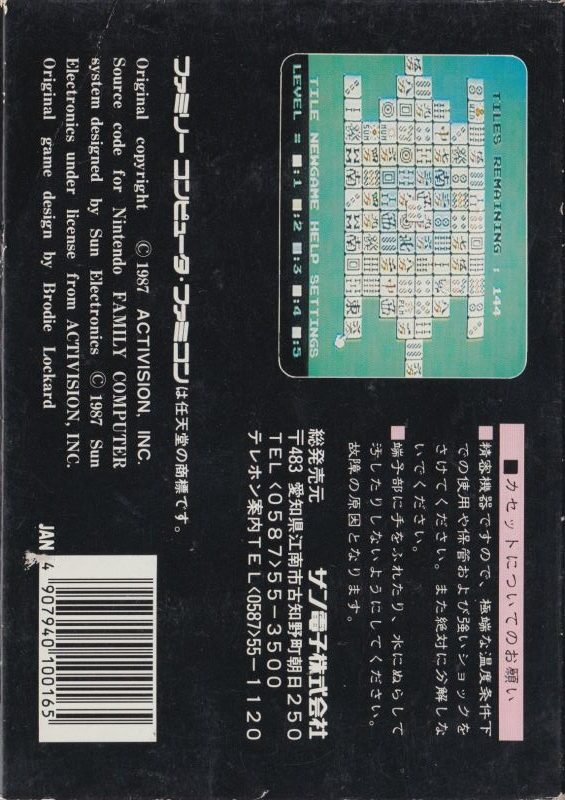 TILES REMAINING : 144
TILE NEWGAME HELP SETTINGS
LEVEL = ■:1 ■:2 ■:3 ■:4 ■:5
■カセットについてのお願い
■精密機器ですので、極端な温度条件下
での使用や保管および強いショックを
さけてください。また絶対に分解しな
いでください。
■端子部に手をふれたり、水にぬらして
汚したりしないようにしてください。
故障の原因となります。
総発売元 サン電子株式会社
〒483 愛知県江南市古知野町朝日250
TEL〈0587〉55-3500
テレホン案内TEL〈0587〉55-1120
ファミリーコンピュータ・ファミコンは任天堂の商標です。
Original copyright © 1987 ACTIVISION, INC.
Source code for Nintendo FAMILY COMPUTER
system designed by Sun Electronics © 1987 Sun
Electronics under license from ACTIVISION, INC.
Original game design by Brodie Lockard
JAN 4 907940 100165